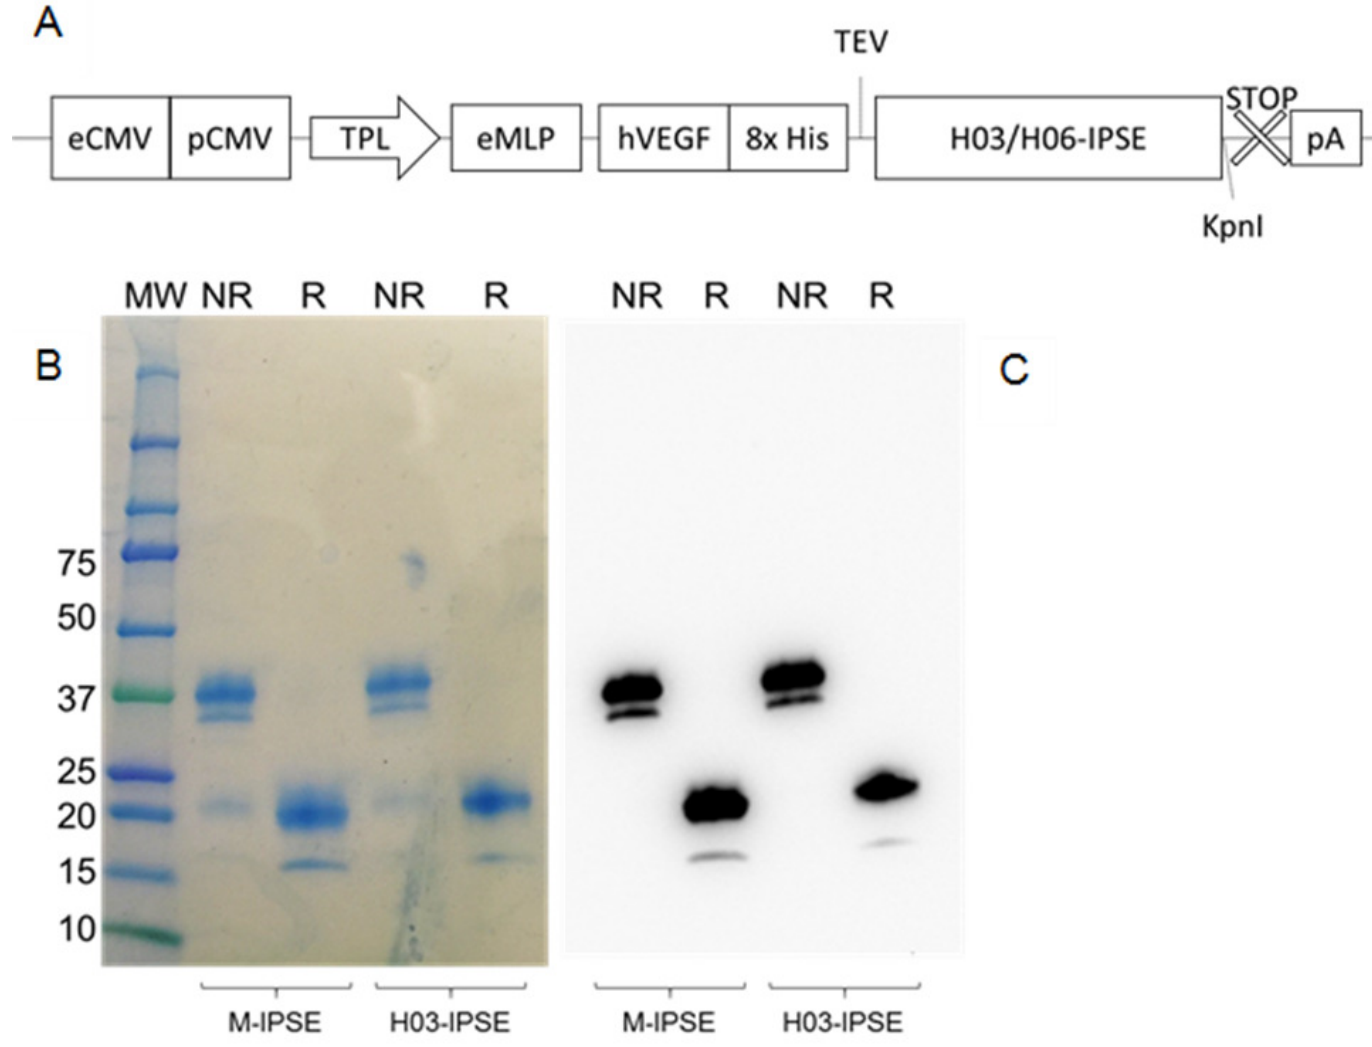 A
TEV
eCMV pCMV TPL eMLP hVEGF 8x His H03/H06-IPSE STOP pA
KpnI
MW NR R NR R NR R NR R
B C
75
50
37
25
20
15
10
M-IPSE H03-IPSE M-IPSE H03-IPSE